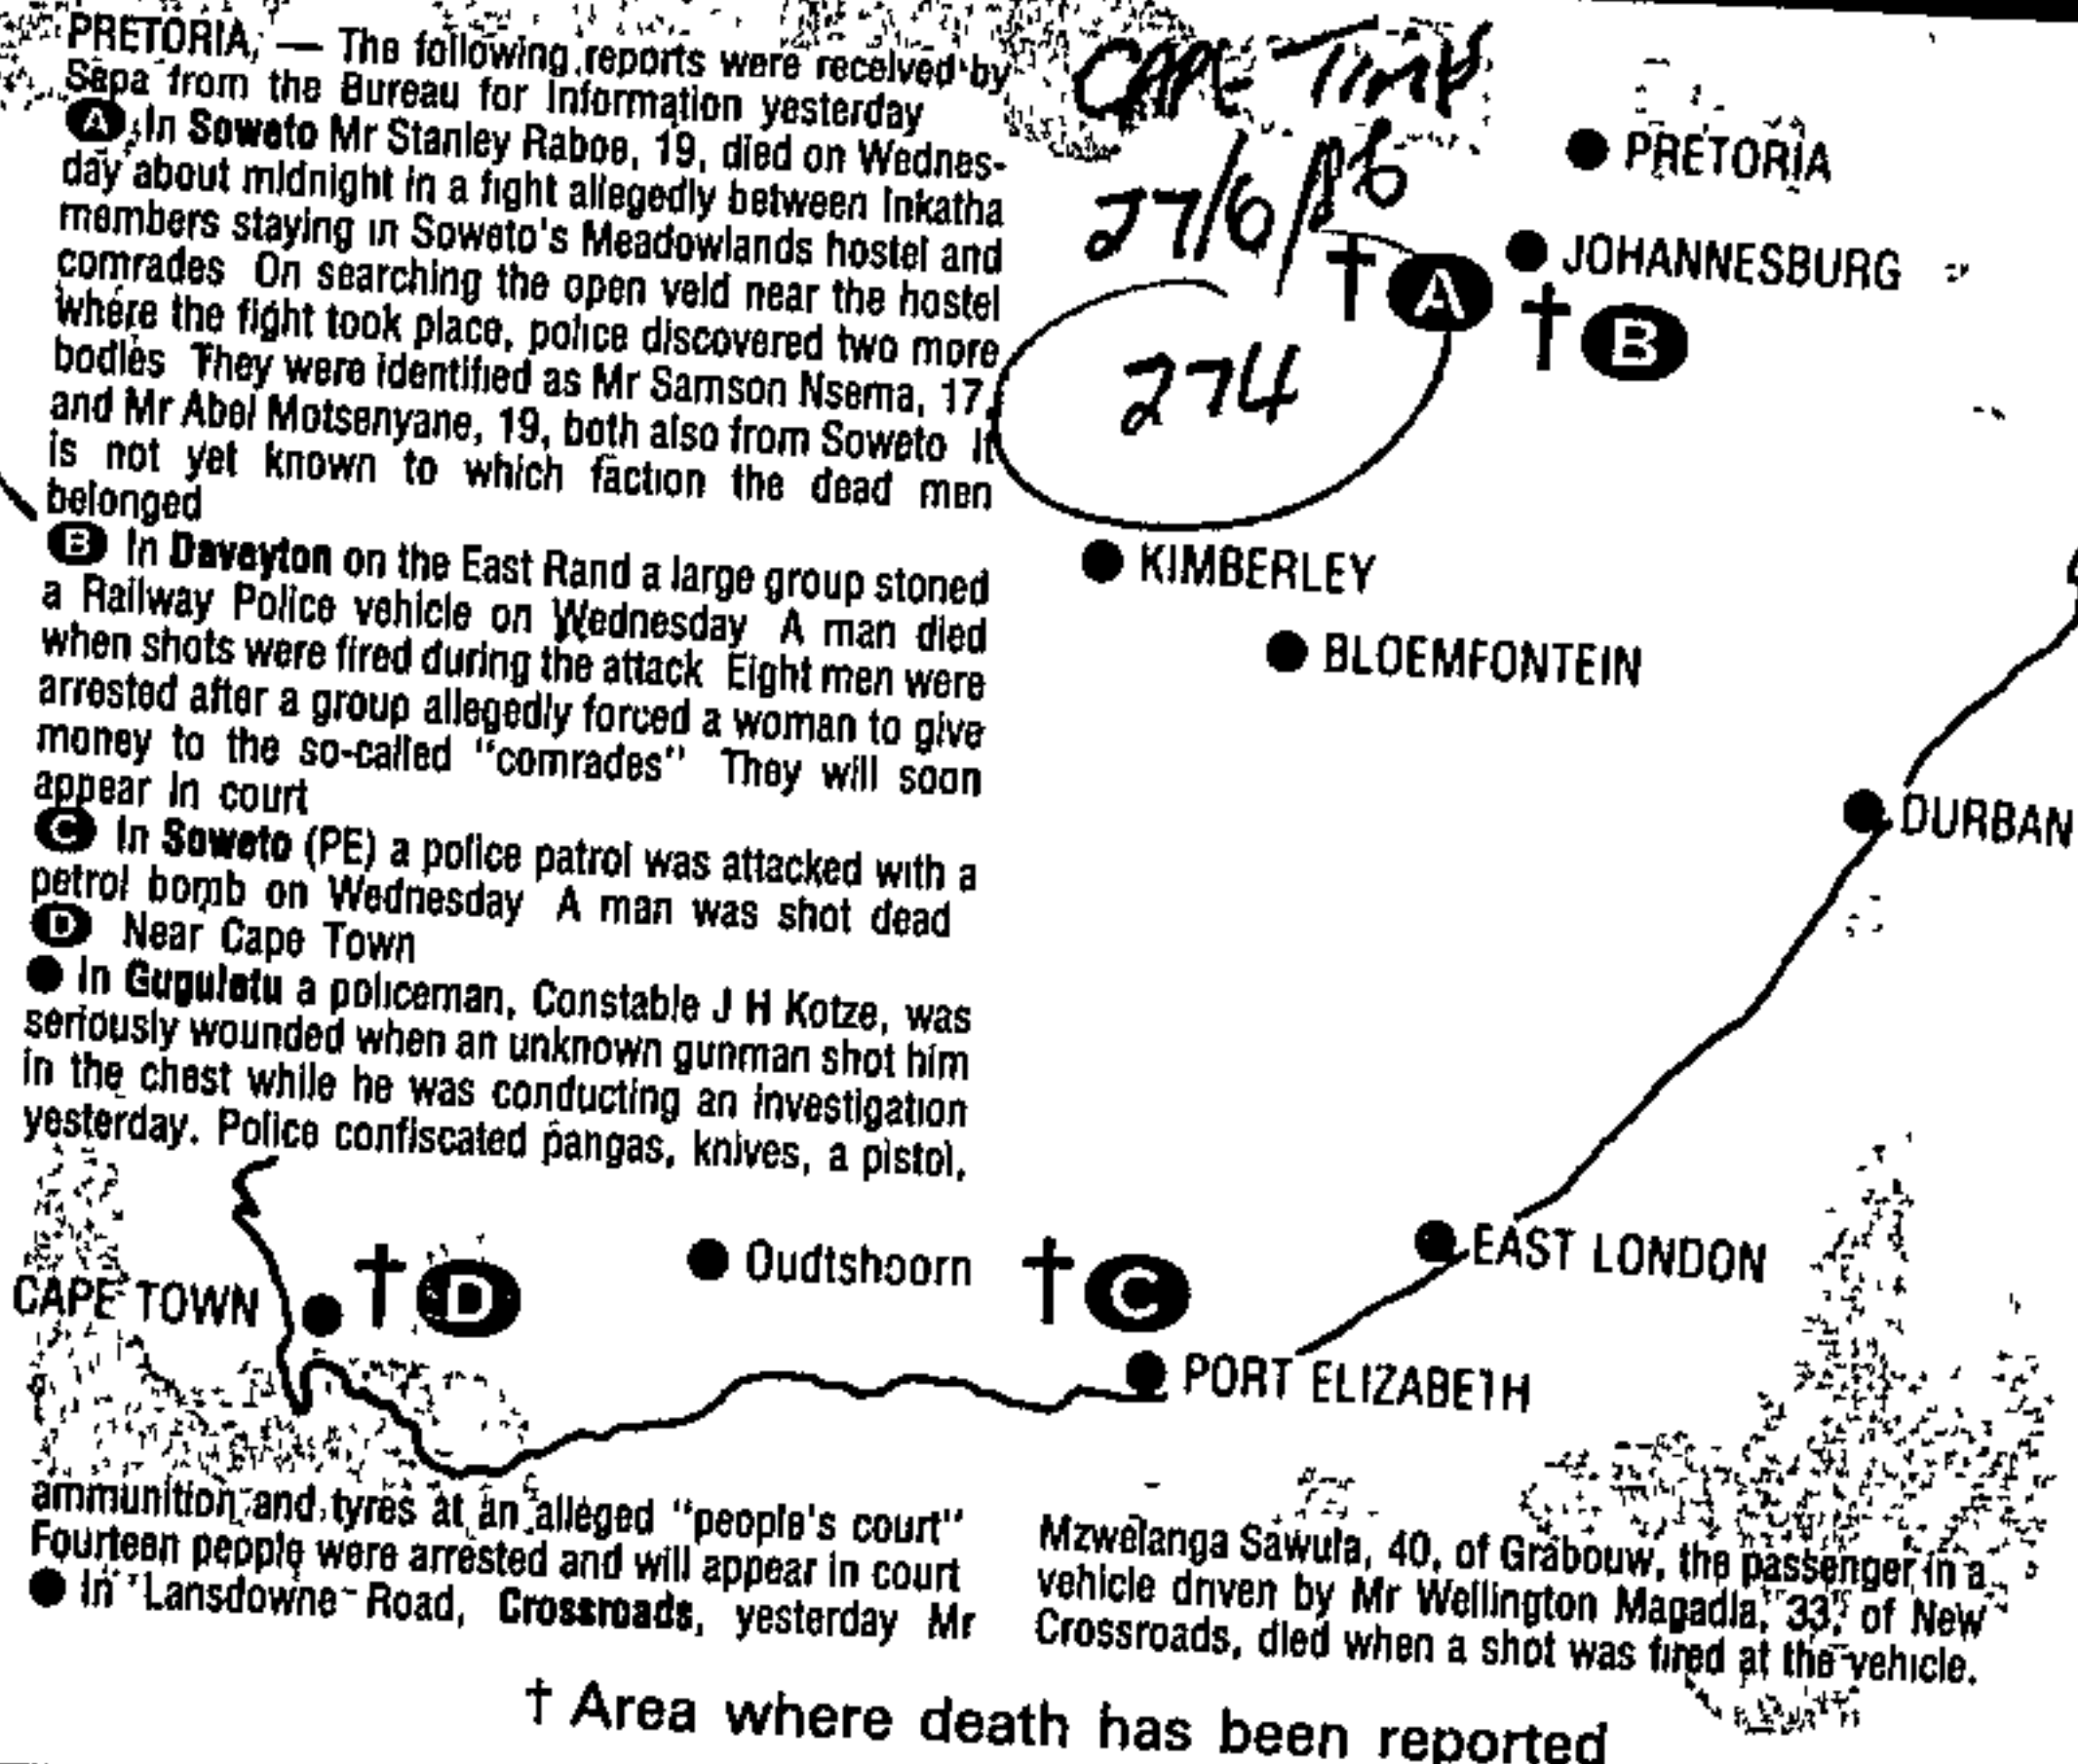 PRETORIA, — The following reports were received by
Sapa from the Bureau for Information yesterday
A In Soweto Mr Stanley Raboe, 19, died on Wednes-
day about midnight in a fight allegedly between Inkatha
members staying in Soweto's Meadowlands hostel and
comrades On searching the open veld near the hostel
where the fight took place, police discovered two more
bodies They were identified as Mr Samson Nsema, 17,
and Mr Abel Motsenyane, 19, both also from Soweto It
is not yet known to which faction the dead men
belonged
B In Daveyton on the East Rand a large group stoned
a Railway Police vehicle on Wednesday A man died
when shots were fired during the attack Eight men were
arrested after a group allegedly forced a woman to give
money to the so-called "comrades" They will soon
appear in court
C In Soweto (PE) a police patrol was attacked with a
petrol bomb on Wednesday A man was shot dead
D Near Cape Town
● In Guguletu a policeman, Constable J H Kotze, was
seriously wounded when an unknown gunman shot him
in the chest while he was conducting an investigation
yesterday. Police confiscated pangas, knives, a pistol,
ammunition and tyres at an alleged "people's court"
Fourteen people were arrested and will appear in court
● In Lansdowne Road, Crossroads, yesterday Mr
Mzwelanga Sawula, 40, of Grabouw, the passenger in a
vehicle driven by Mr Wellington Magadla, 33, of New
Crossroads, died when a shot was fired at the vehicle.
CAPE TIMES
27/6/86
274
PRETORIA
JOHANNESBURG
† A
† B
KIMBERLEY
BLOEMFONTEIN
DURBAN
EAST LONDON
Oudtshoorn
† C
CAPE TOWN
† D
PORT ELIZABETH
† Area where death has been reported